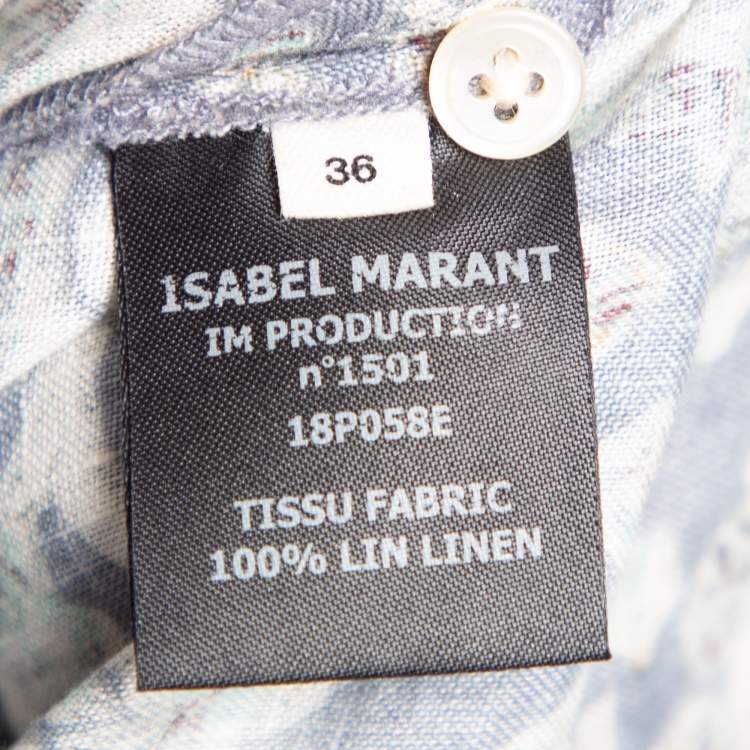 36
ISABEL MARANT
IM PRODUCTION
n°1501
18P058E
TISSU FABRIC
100% LIN LINEN